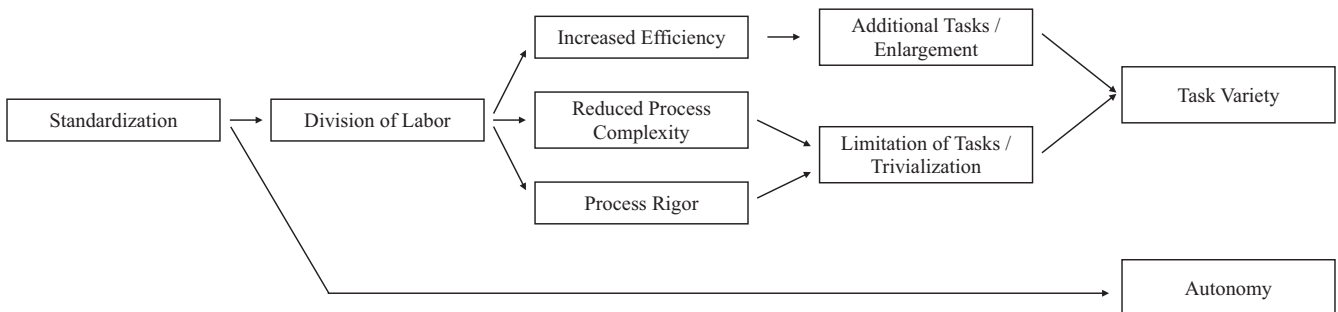 Standardization
Division of Labor
Increased Efficiency
Reduced Process
Complexity
Process Rigor
Additional Tasks /
Enlargement
Limitation of Tasks /
Trivialization
Task Variety
Autonomy